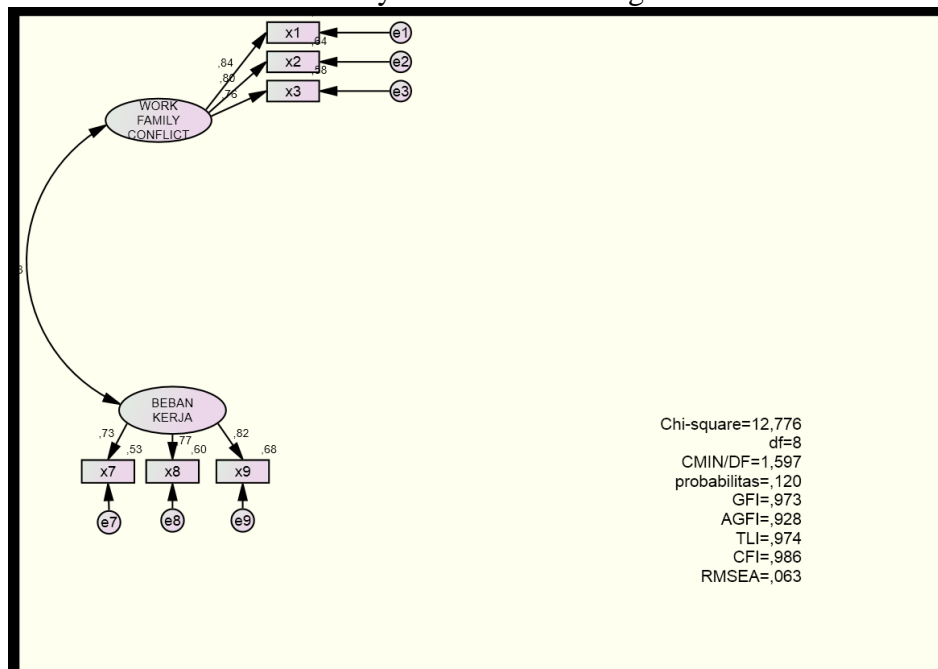 x1
e1
,64
,84
x2
e2
,58
,80
x3
e3
,76
WORK
FAMILY
CONFLICT
BEBAN
KERJA
,73
,77
,82
,53
,60
,68
x7
x8
x9
e7
e8
e9
Chi-square=12,776
df=8
CMIN/DF=1,597
probabilitas=,120
GFI=,973
AGFI=,928
TLI=,974
CFI=,986
RMSEA=,063